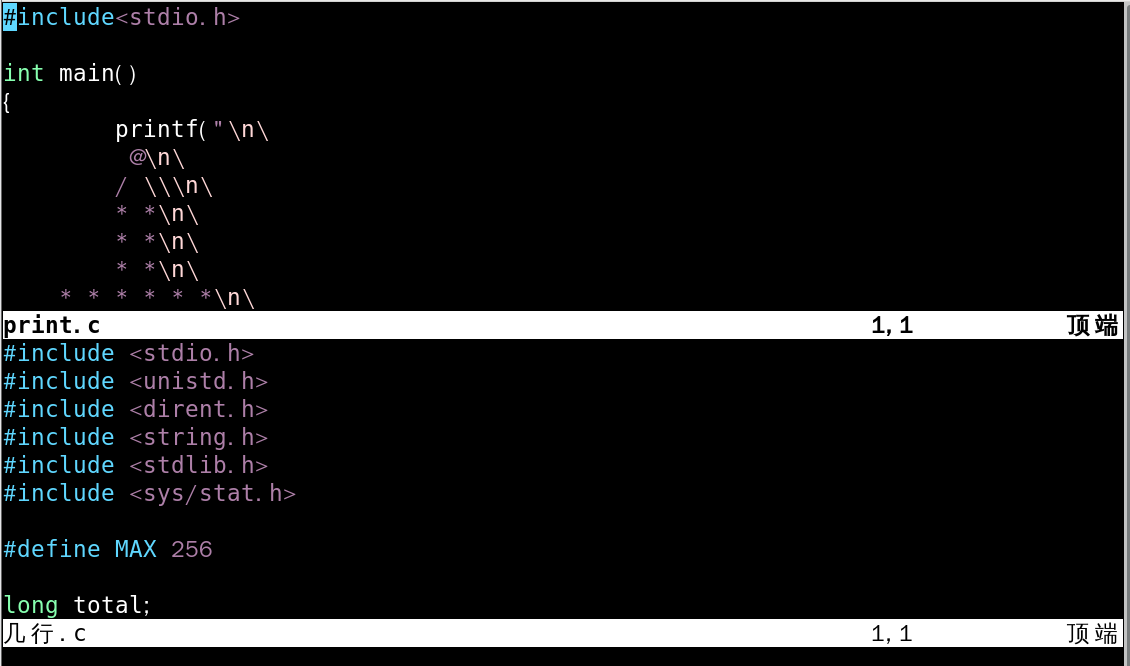 #include<stdio.h>

int main()
{
        printf("\n\
         @\n\
        / \\\n\
        * *\n\
        * *\n\
        * *\n\
    * * * * * *\n\
print.c 1,1 顶端
#include <stdio.h>
#include <unistd.h>
#include <dirent.h>
#include <string.h>
#include <stdlib.h>
#include <sys/stat.h>

#define MAX 256

long total;
几行.c 1,1 顶端